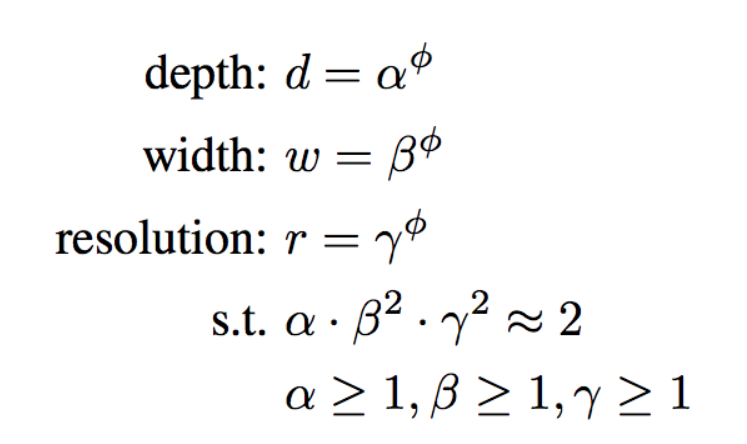 depth: d = α^ϕ
width: w = β^ϕ
resolution: r = γ^ϕ
s.t. α · β² · γ² ≈ 2
α ≥ 1, β ≥ 1, γ ≥ 1